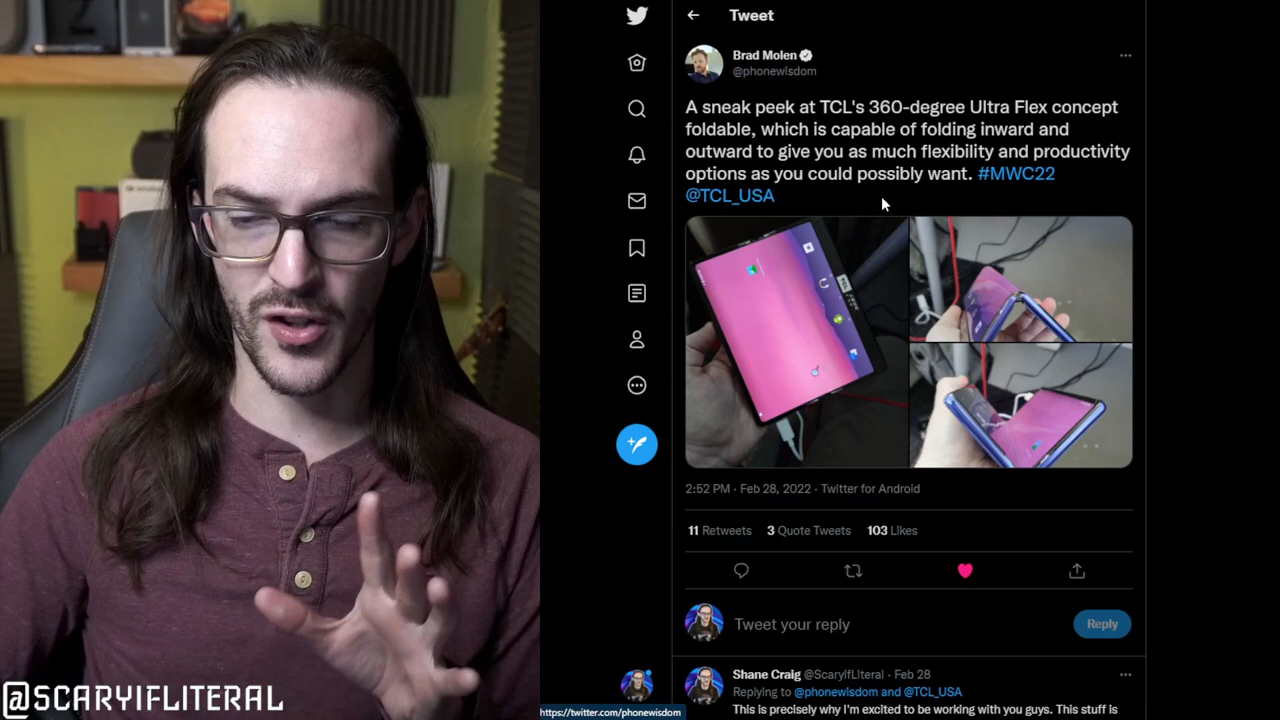 Tweet
Brad Molen
@phonewisdom
A sneak peek at TCL's 360-degree Ultra Flex concept
foldable, which is capable of folding inward and
outward to give you as much flexibility and productivity
options as you could possibly want. #MWC22
@TCL_USA
TCL
2:52 PM · Feb 28, 2022 · Twitter for Android
11 Retweets 3 Quote Tweets 103 Likes
Tweet your reply
Reply
Shane Craig @ScaryIfLIteral · Feb 28
Replying to @phonewisdom and @TCL_USA
This is precisely why I'm excited to be working with you guys. This stuff is
@SCARYIFLITERAL
https://twitter.com/phonewisdom